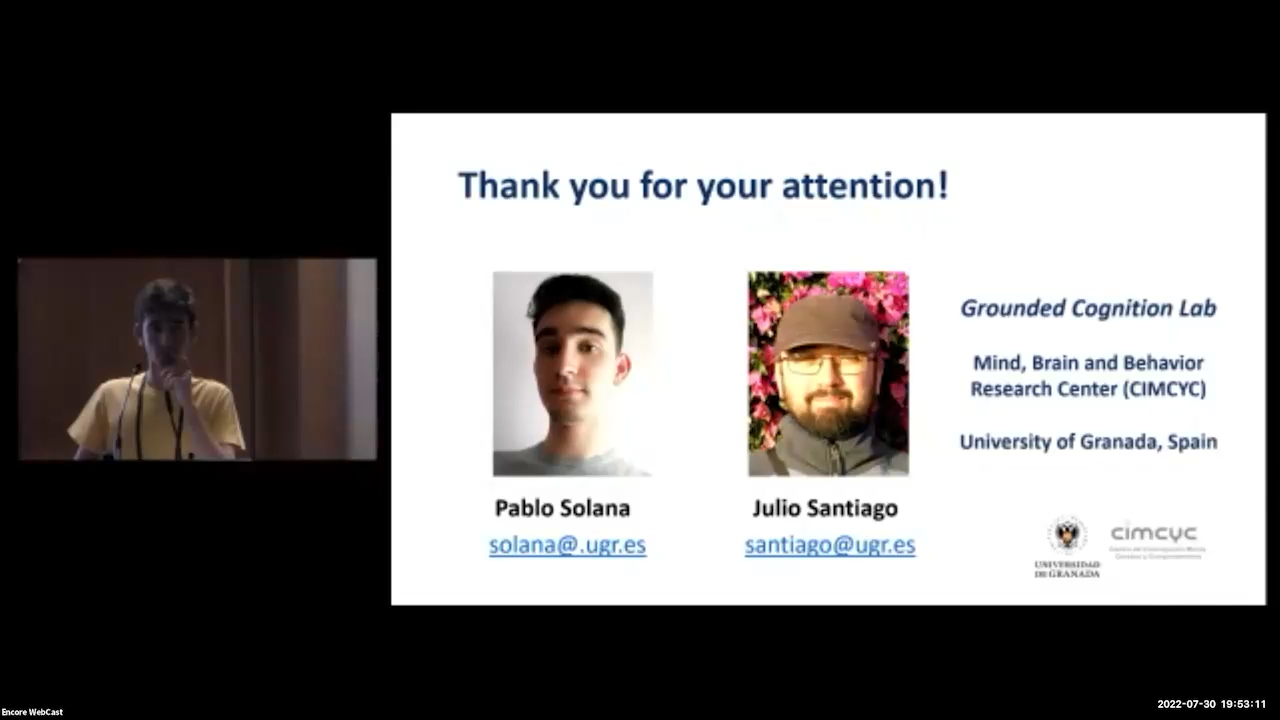 Thank you for your attention!
Grounded Cognition Lab
Mind, Brain and Behavior
Research Center (CIMCYC)
University of Granada, Spain
Pablo Solana
solana@.ugr.es
Julio Santiago
santiago@ugr.es
UNIVERSIDAD
DE GRANADA
cimcyc
Encore WebCast
2022-07-30 19:53:11